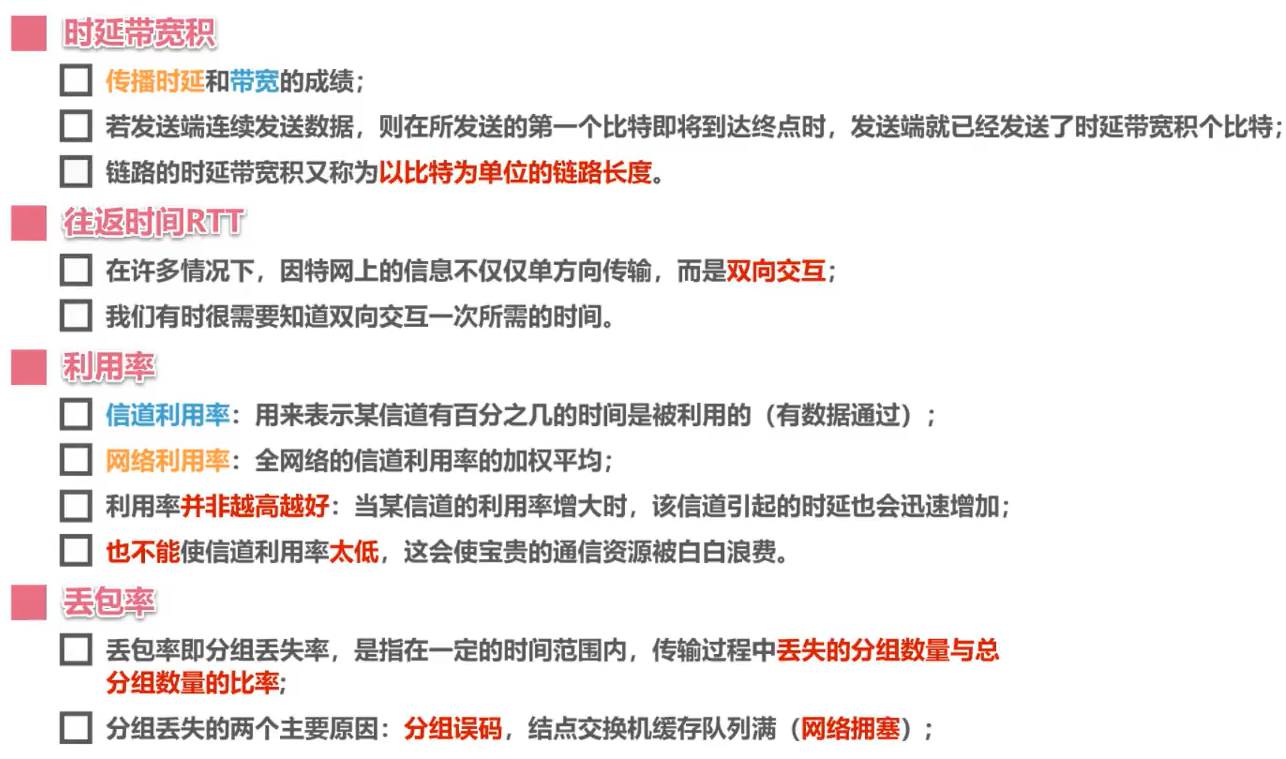 时延带宽积
传播时延和带宽的成绩；
若发送端连续发送数据，则在所发送的第一个比特即将到达终点时，发送端就已经发送了时延带宽积个比特；
链路的时延带宽积又称为以比特为单位的链路长度。
往返时间RTT
在许多情况下，因特网上的信息不仅仅单方向传输，而是双向交互；
我们有时很需要知道双向交互一次所需的时间。
利用率
信道利用率：用来表示某信道有百分之几的时间是被利用的（有数据通过）；
网络利用率：全网络的信道利用率的加权平均；
利用率并非越高越好：当某信道的利用率增大时，该信道引起的时延也会迅速增加；
也不能使信道利用率太低，这会使宝贵的通信资源被白白浪费。
丢包率
丢包率即分组丢失率，是指在一定的时间范围内，传输过程中丢失的分组数量与总
分组数量的比率；
分组丢失的两个主要原因：分组误码，结点交换机缓存队列满（网络拥塞）；